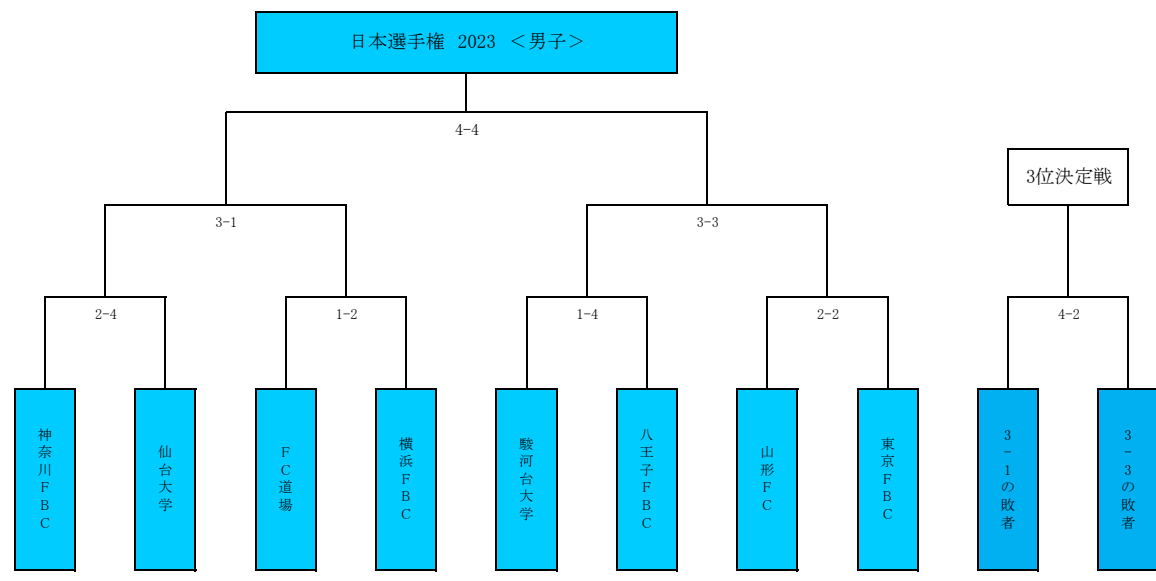 日本選手権 2023 ＜男子＞
4-4
3位決定戦
3-1
3-3
2-4
1-2
1-4
2-2
4-2
神奈川FBC
仙台大学
FC道場
横浜FBC
駿河台大学
八王子FBC
山形FC
東京FBC
3-1の敗者
3-3の敗者